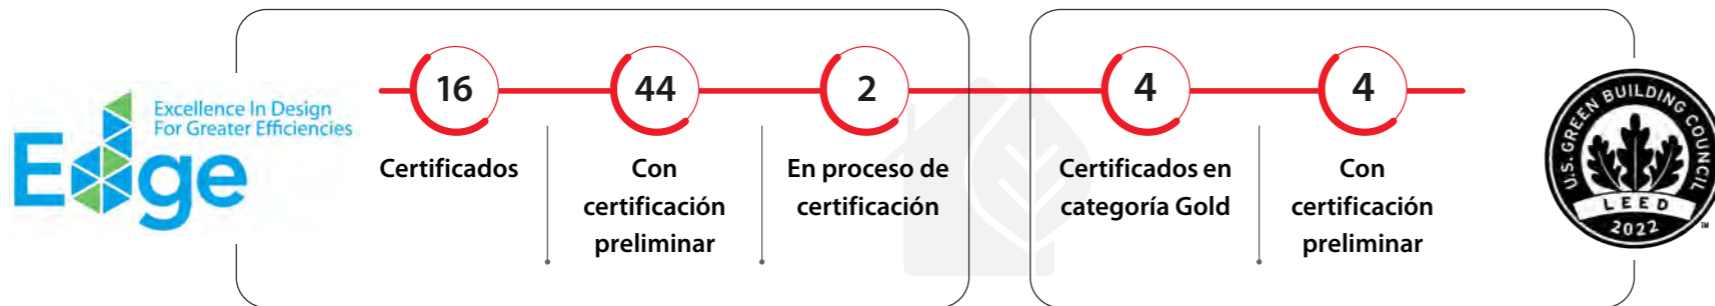 Edge
Excellence In Design
For Greater Efficiencies
16
Certificados
44
Con
certificación
preliminar
2
En proceso de
certificación
4
Certificados en
categoría Gold
4
Con
certificación
preliminar
U.S. GREEN BUILDING COUNCIL
LEED
2022
TM